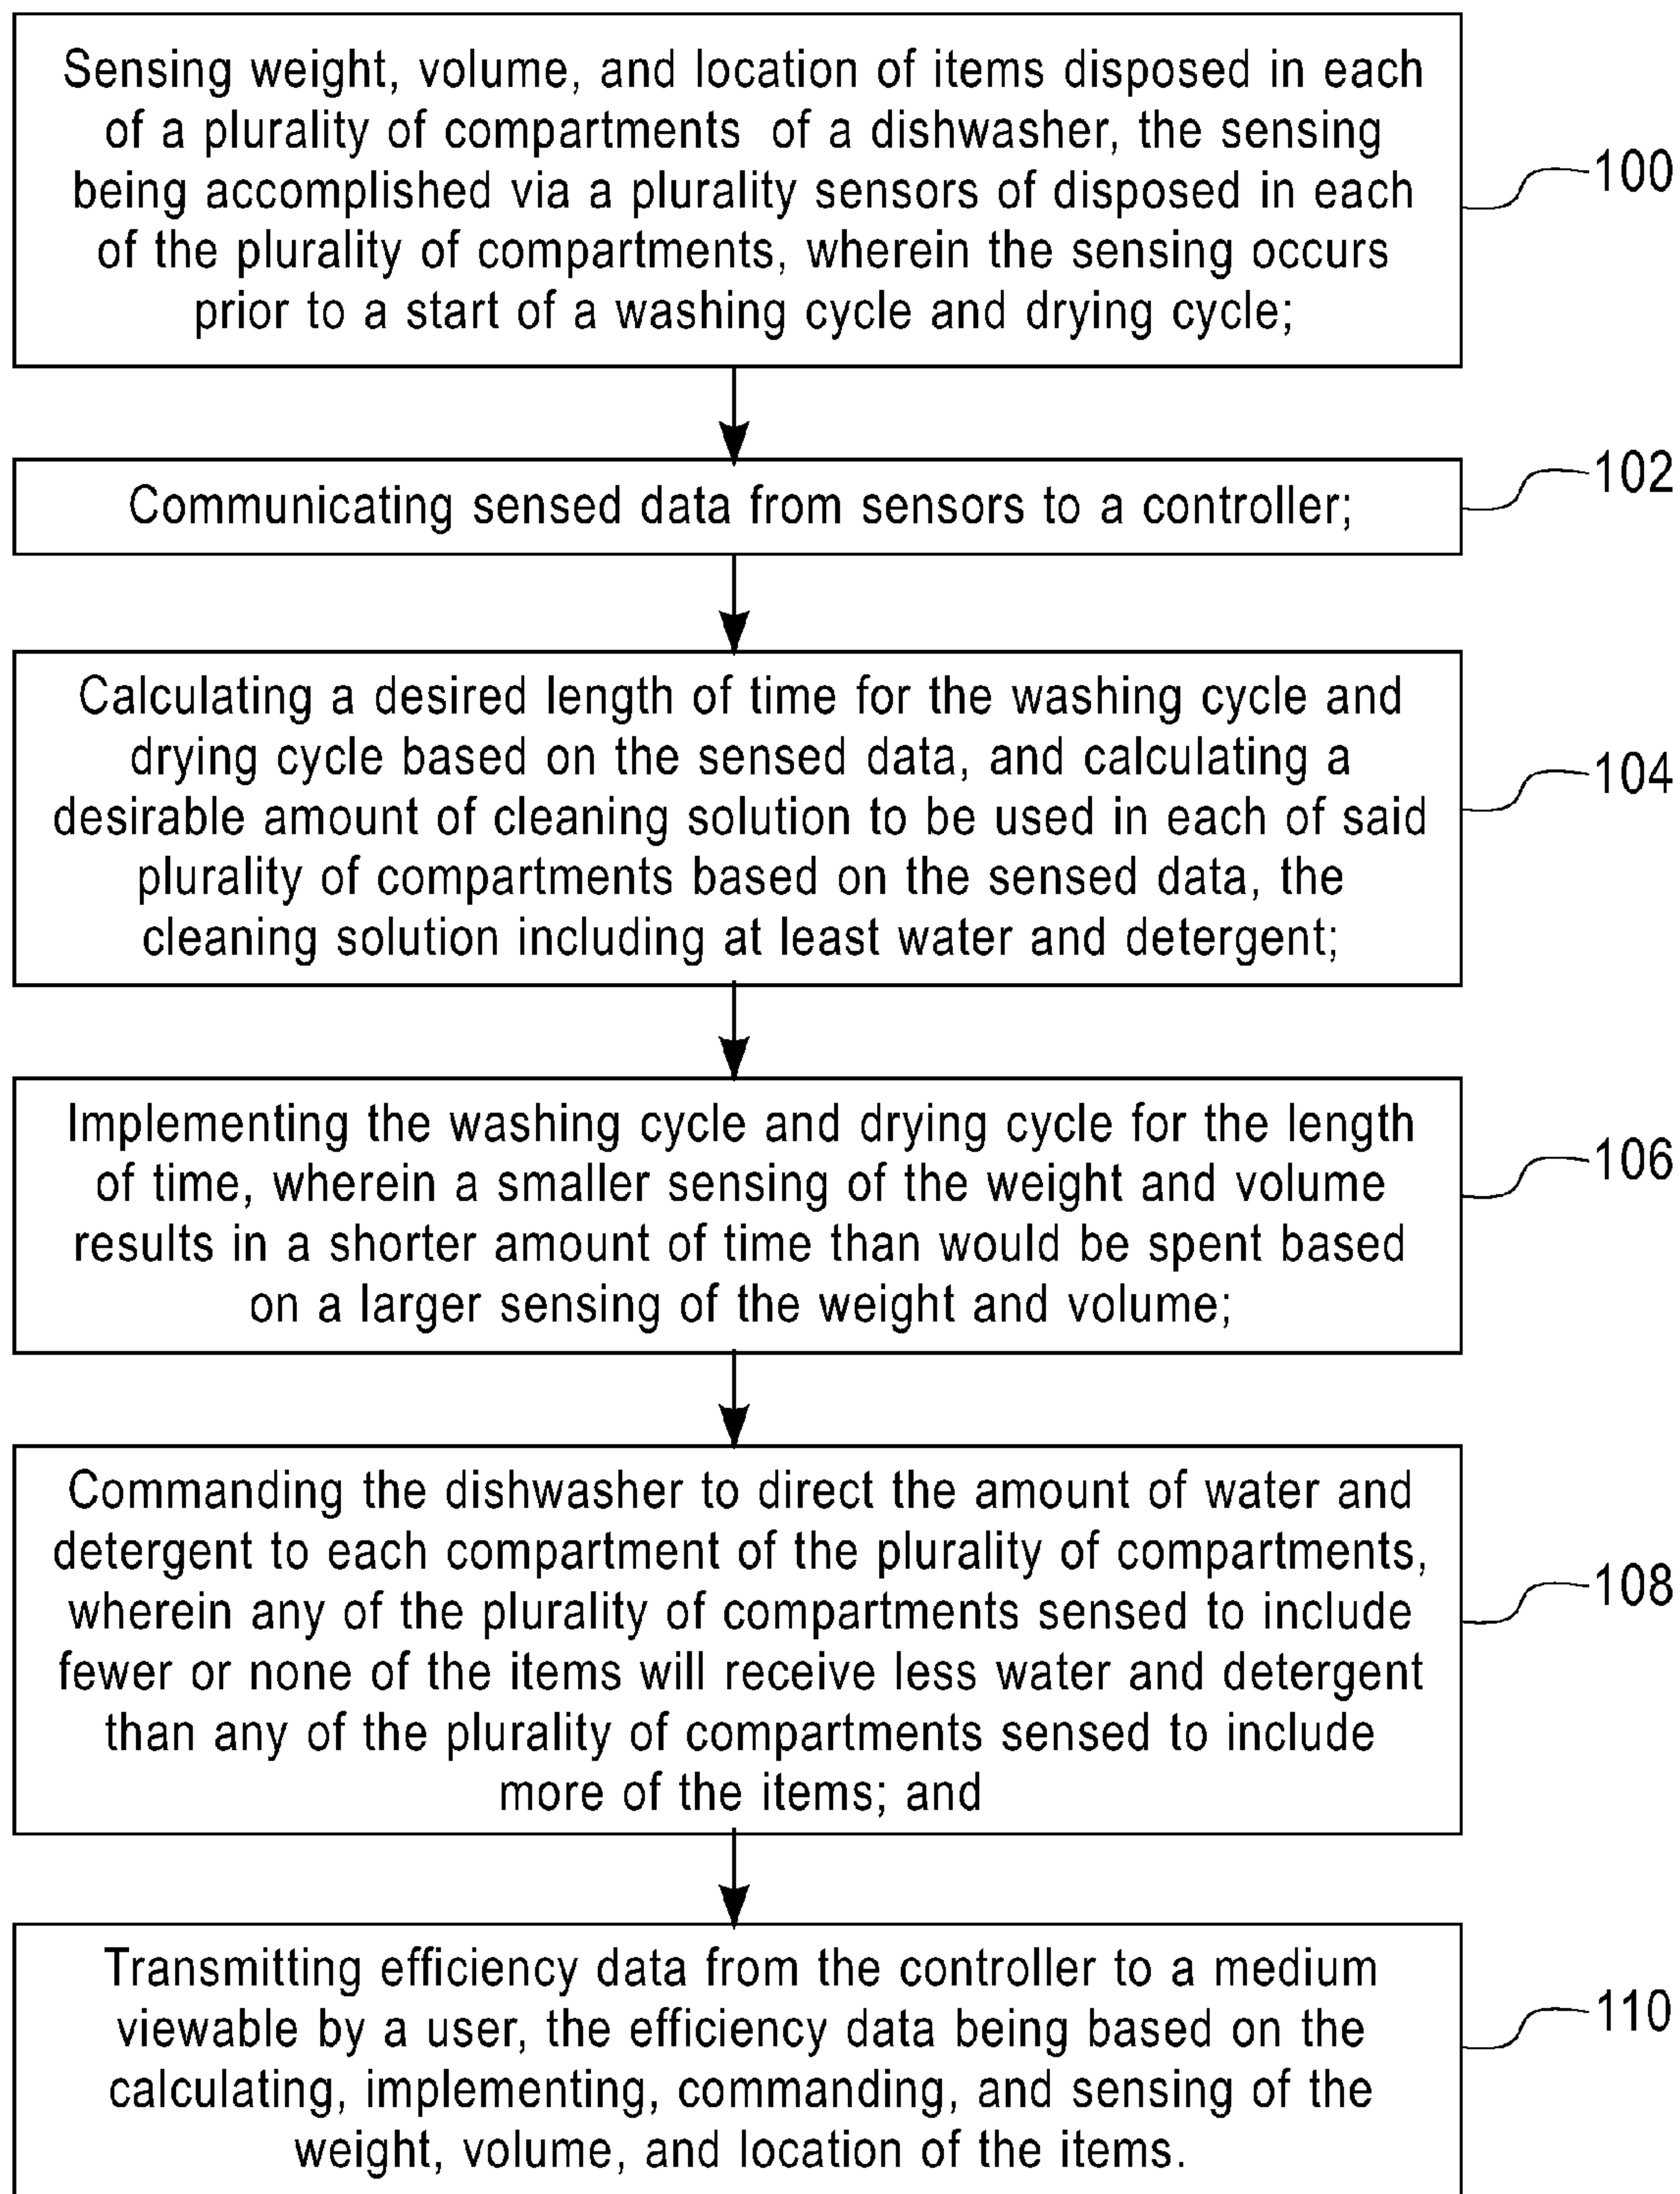 Sensing weight, volume, and location of items disposed in each
of a plurality of compartments of a dishwasher, the sensing
being accomplished via a plurality sensors of disposed in each
of the plurality of compartments, wherein the sensing occurs
prior to a start of a washing cycle and drying cycle;
100
Communicating sensed data from sensors to a controller;
102
Calculating a desired length of time for the washing cycle and
drying cycle based on the sensed data, and calculating a
desirable amount of cleaning solution to be used in each of said
plurality of compartments based on the sensed data, the
cleaning solution including at least water and detergent;
104
Implementing the washing cycle and drying cycle for the length
of time, wherein a smaller sensing of the weight and volume
results in a shorter amount of time than would be spent based
on a larger sensing of the weight and volume;
106
Commanding the dishwasher to direct the amount of water and
detergent to each compartment of the plurality of compartments,
wherein any of the plurality of compartments sensed to include
fewer or none of the items will receive less water and detergent
than any of the plurality of compartments sensed to include
more of the items; and
108
Transmitting efficiency data from the controller to a medium
viewable by a user, the efficiency data being based on the
calculating, implementing, commanding, and sensing of the
weight, volume, and location of the items.
110